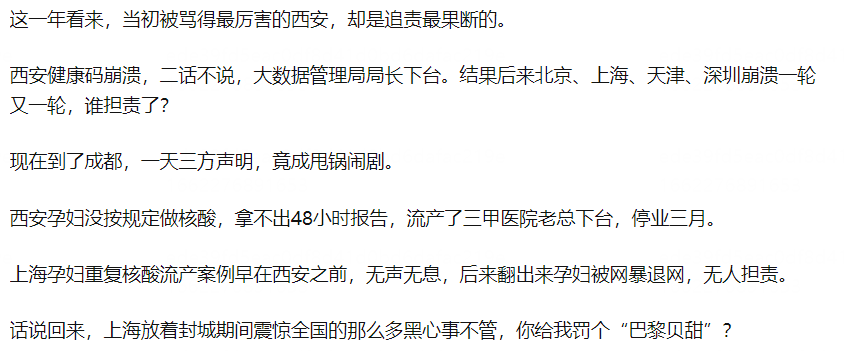 这一年看来，当初被骂得最厉害的西安，却是追责最果断的。
西安健康码崩溃，二话不说，大数据管理局局长下台。结果后来北京、上海、天津、深圳崩溃一轮
又一轮，谁担责了？
现在到了成都，一天三方声明，竟成甩锅闹剧。
西安孕妇没按规定做核酸，拿不出48小时报告，流产了三甲医院老总下台，停业三月。
上海孕妇重复核酸流产案例早在西安之前，无声无息，后来翻出来孕妇被网暴退网，无人担责。
话说回来，上海放着封城期间震惊全国的那么多黑心事不管，你给我罚个“巴黎贝甜”？